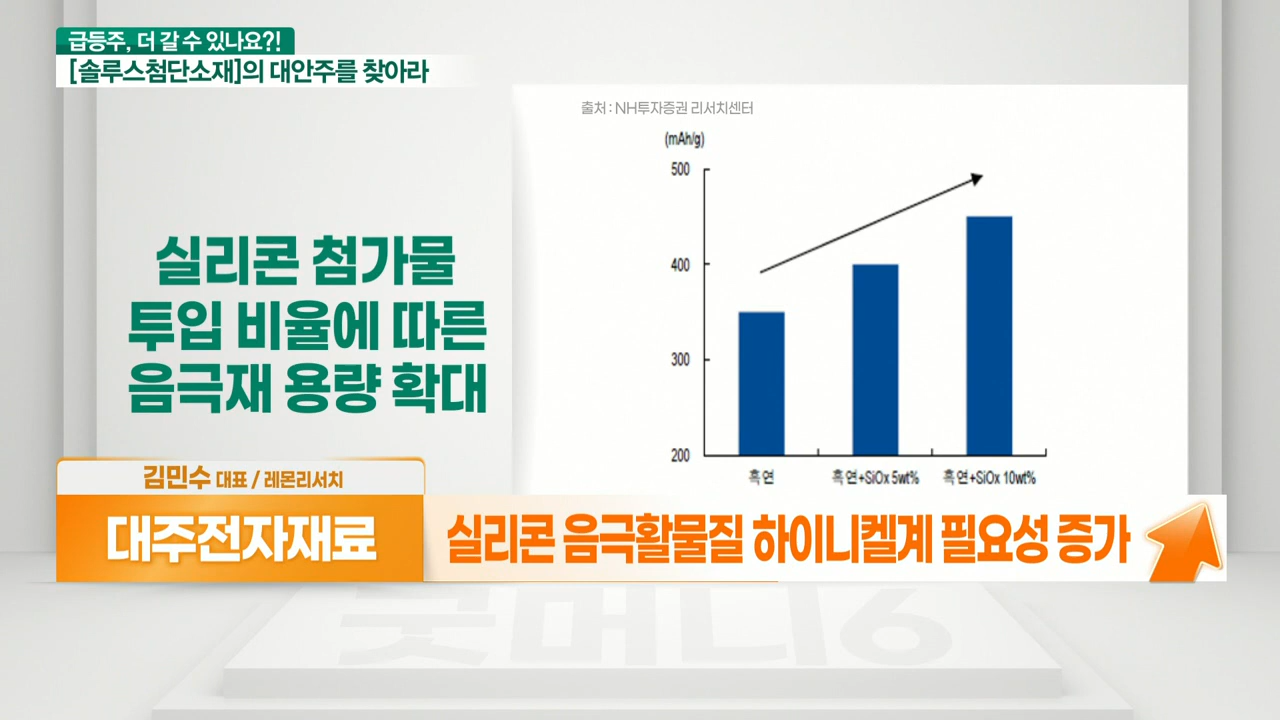 급등주, 더 갈 수 있나요?!
[솔루스첨단소재]의 대안주를 찾아라
출처 : NH투자증권 리서치센터
(mAh/g)
500
400
300
200
흑연
흑연+SiOx 5wt%
흑연+SiOx 10wt%
실리콘 첨가물
투입 비율에 따른
음극재 용량 확대
김민수 대표 / 레몬리서치
대주전자재료
실리콘 음극활물질 하이니켈계 필요성 증가
굿머니6